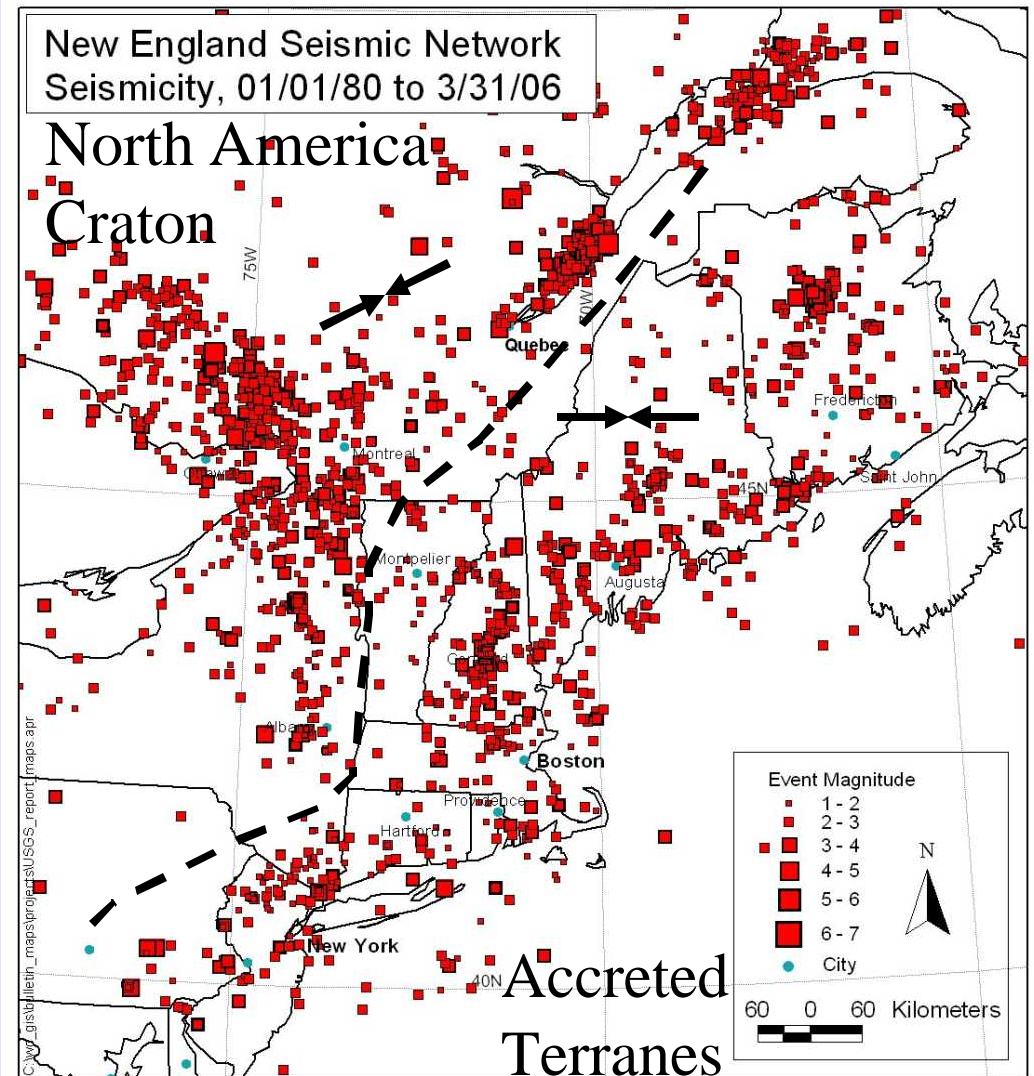 New England Seismic Network
Seismicity, 01/01/80 to 3/31/06
North America
Craton
75W
70W
Quebec
Fredericton
Montreal
Ottawa
45N
Saint John
Montpelier
Augusta
Concord
Albany
Boston
Providence
Hartford
New York
40N
Accreted
Terranes
Event Magnitude
1 - 2
2 - 3
3 - 4
4 - 5
5 - 6
6 - 7
City
N
60 0 60 Kilometers